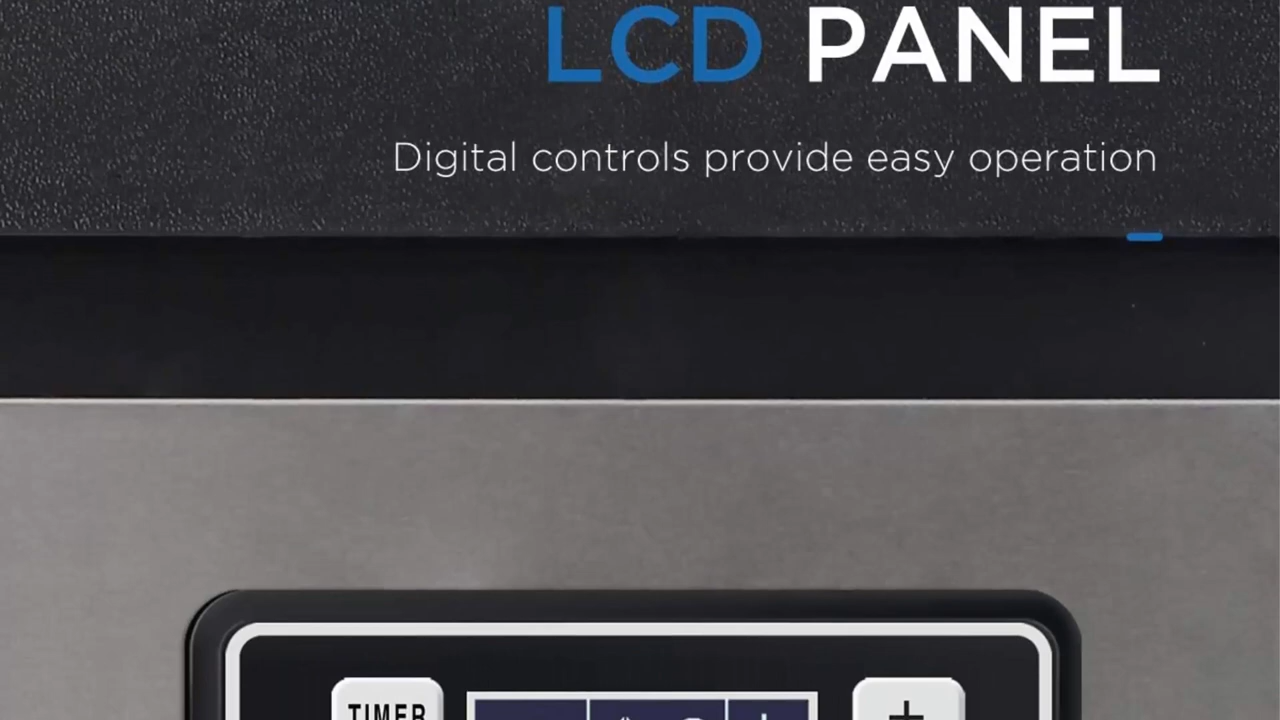 LCD PANEL
Digital controls provide easy operation
TIMER
+